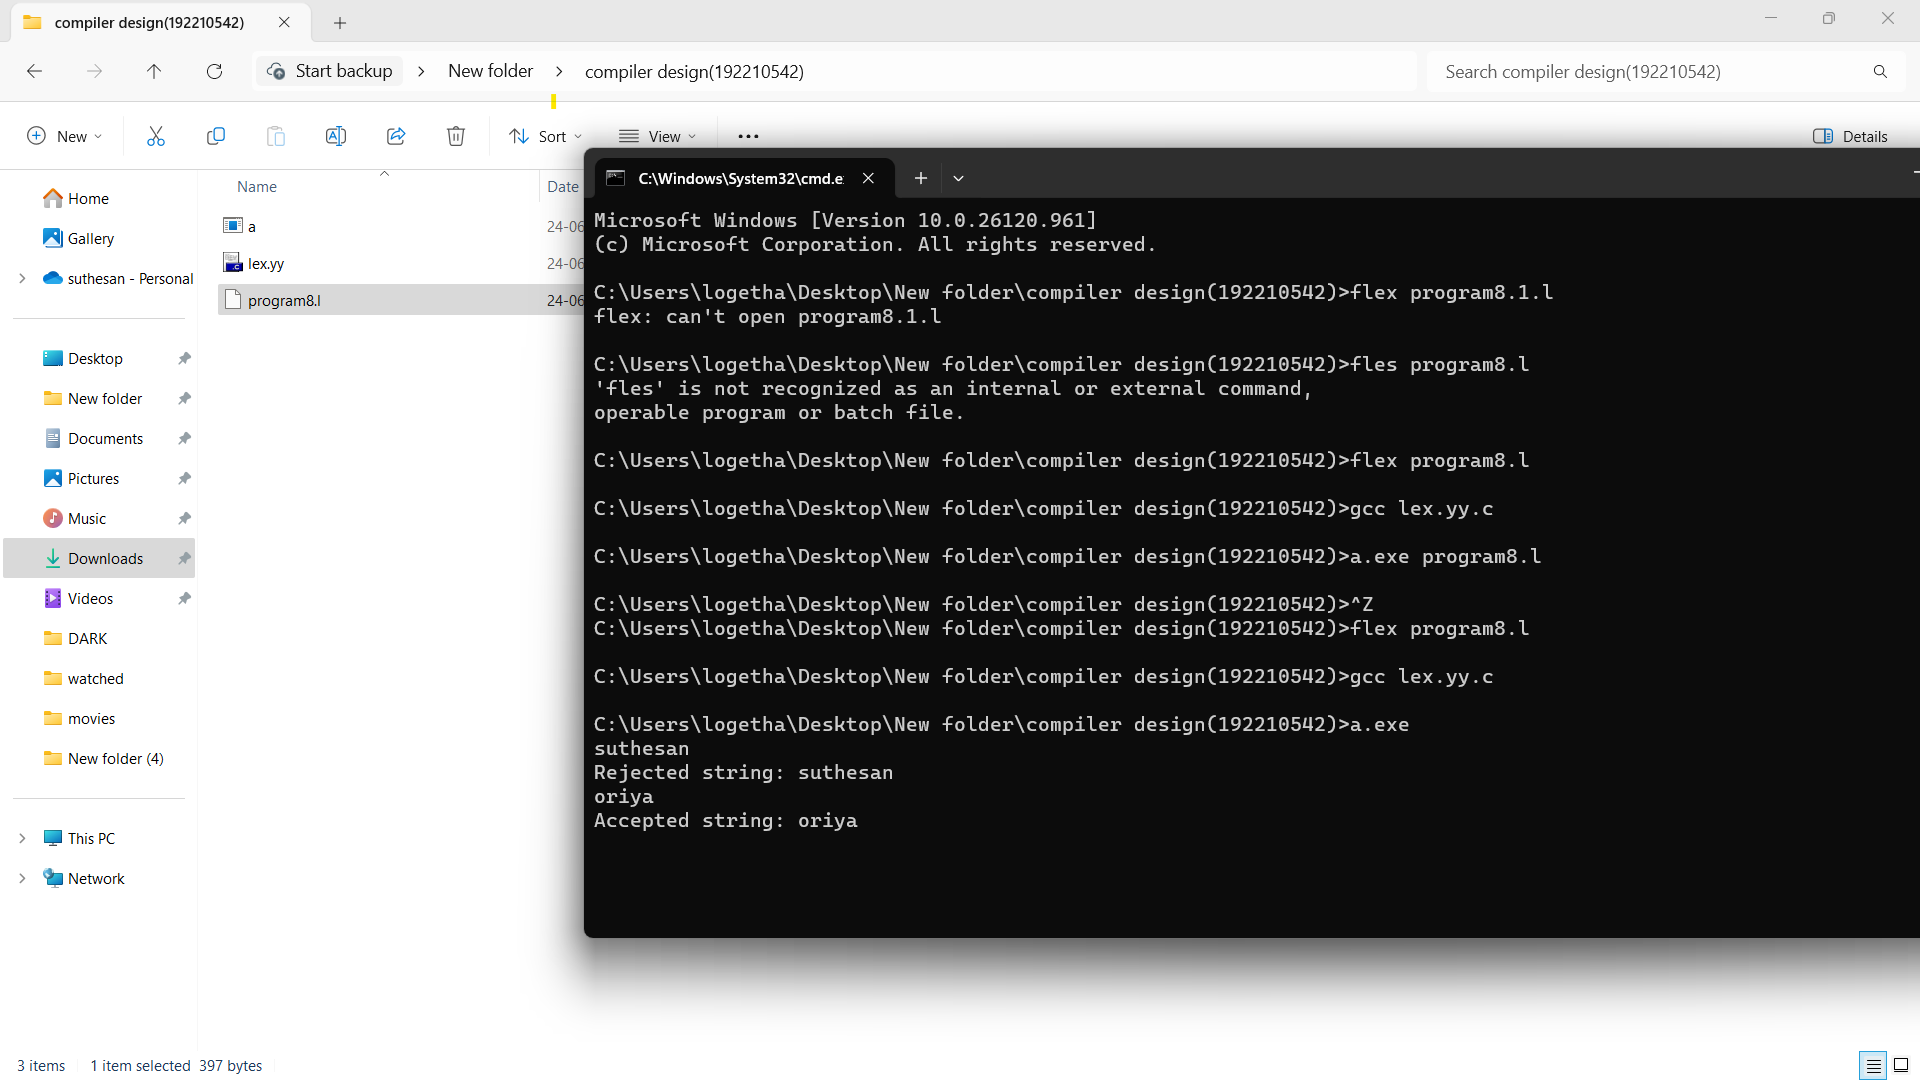 compiler design(192210542)
Start backup
New folder
compiler design(192210542)
Search compiler design(192210542)
New
Sort
View
Details
Name
Date
a
24-06
lex.yy
24-06
program8.l
24-06
Home
Gallery
suthesan - Personal
Desktop
New folder
Documents
Pictures
Music
Downloads
Videos
DARK
watched
movies
New folder (4)
This PC
Network
3 items
1 item selected 397 bytes
C:\Windows\System32\cmd.e
Microsoft Windows [Version 10.0.26120.961]
(c) Microsoft Corporation. All rights reserved.
C:\Users\logetha\Desktop\New folder\compiler design(192210542)>flex program8.1.l
flex: can't open program8.1.l
C:\Users\logetha\Desktop\New folder\compiler design(192210542)>fles program8.l
'fles' is not recognized as an internal or external command,
operable program or batch file.
C:\Users\logetha\Desktop\New folder\compiler design(192210542)>flex program8.l
C:\Users\logetha\Desktop\New folder\compiler design(192210542)>gcc lex.yy.c
C:\Users\logetha\Desktop\New folder\compiler design(192210542)>a.exe program8.l
C:\Users\logetha\Desktop\New folder\compiler design(192210542)>^Z
C:\Users\logetha\Desktop\New folder\compiler design(192210542)>flex program8.l
C:\Users\logetha\Desktop\New folder\compiler design(192210542)>gcc lex.yy.c
C:\Users\logetha\Desktop\New folder\compiler design(192210542)>a.exe
suthesan
Rejected string: suthesan
oriya
Accepted string: oriya